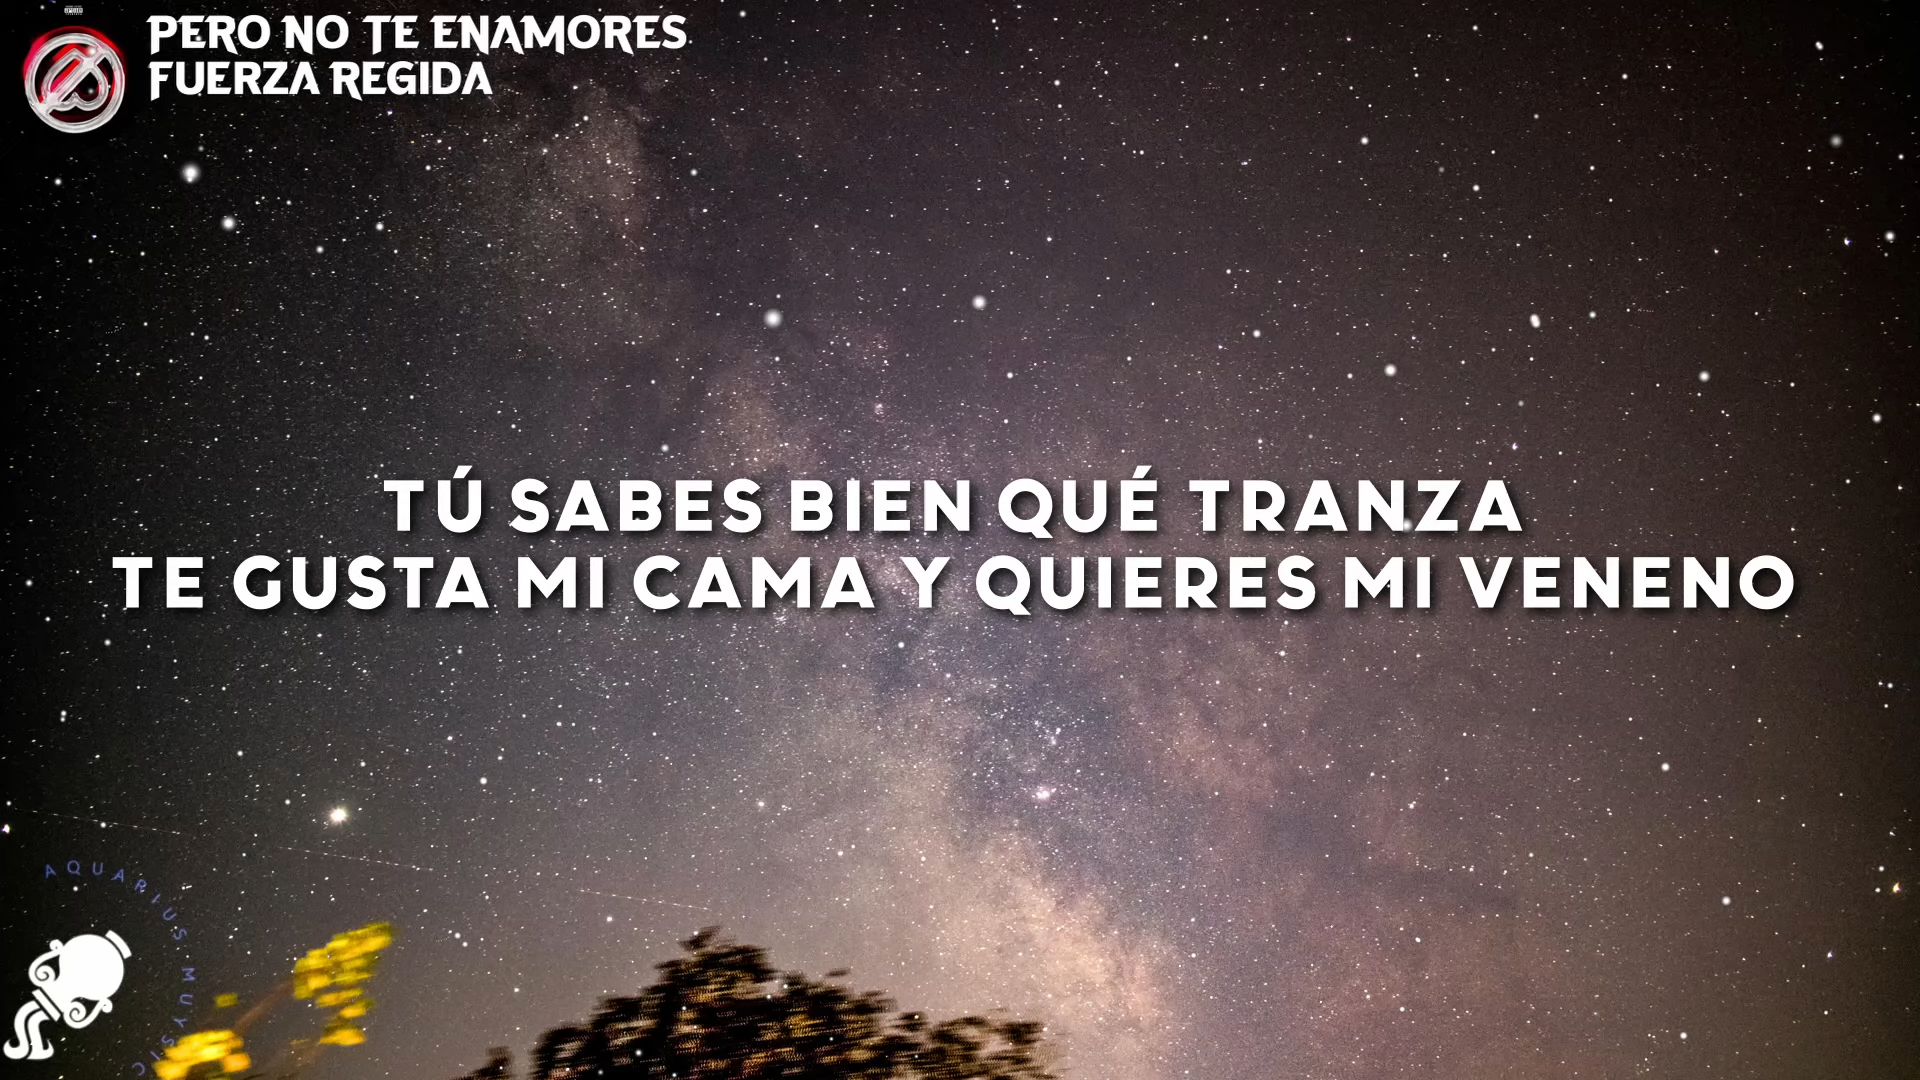 PERO NO TE ENAMORES
FUERZA REGIDA
TÚ SABES BIEN QUÉ TRANZA
TE GUSTA MI CAMA Y QUIERES MI VENENO
AQUARIUS MUYSIC